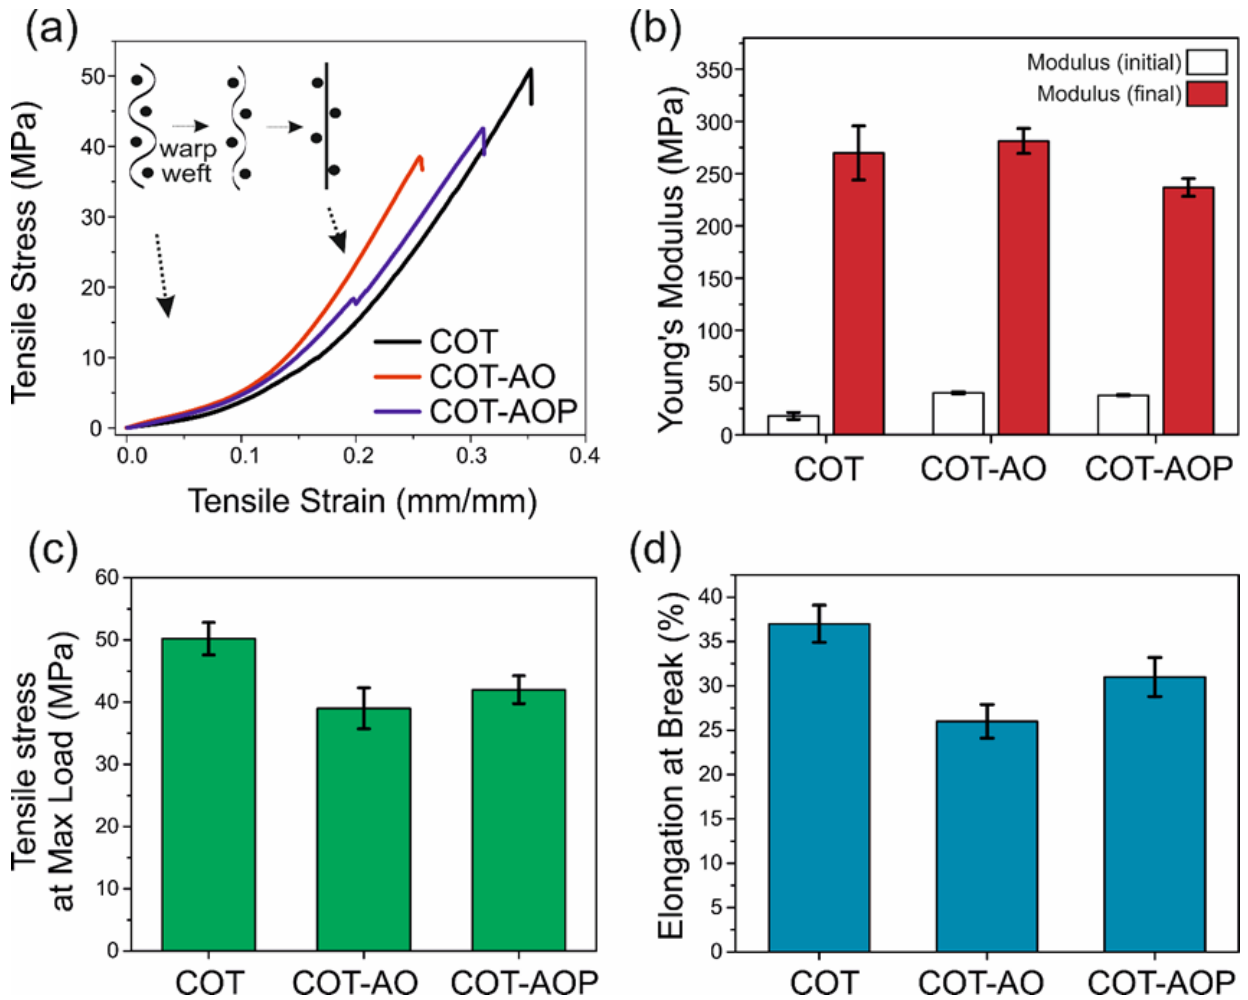 (a)
Tensile Stress (MPa)
50
40
30
20
10
0
warp
weft
COT
COT-AO
COT-AOP
0.0 0.1 0.2 0.3 0.4
Tensile Strain (mm/mm)
(b)
Young's Modulus (MPa)
350
300
250
200
150
100
50
0
Modulus (initial)
Modulus (final)
COT COT-AO COT-AOP
(c)
Tensile stress
at Max Load (MPa)
60
50
40
30
20
10
0
COT COT-AO COT-AOP
(d)
Elongation at Break (%)
40
35
30
25
20
15
10
5
0
COT COT-AO COT-AOP